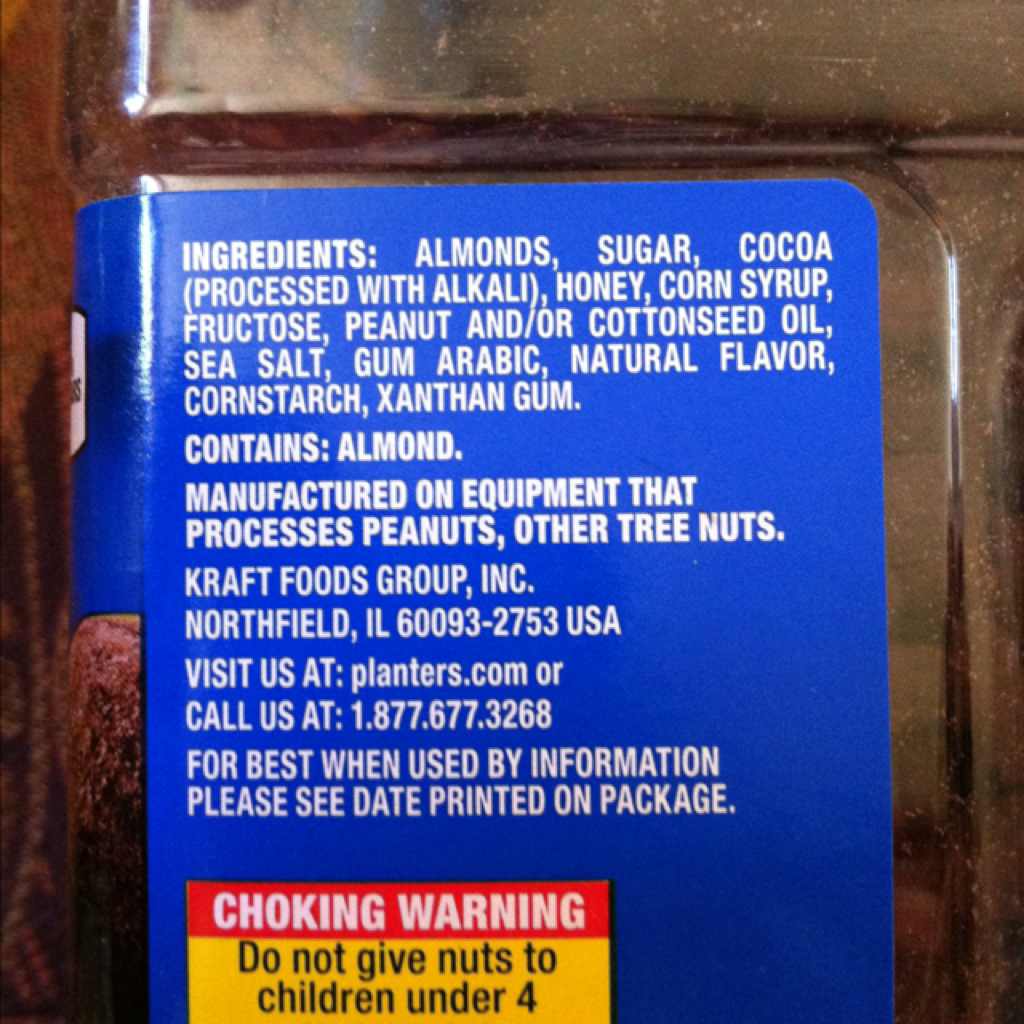 INGREDIENTS: ALMONDS, SUGAR, COCOA
(PROCESSED WITH ALKALI), HONEY, CORN SYRUP,
FRUCTOSE, PEANUT AND/OR COTTONSEED OIL,
SEA SALT, GUM ARABIC, NATURAL FLAVOR,
CORNSTARCH, XANTHAN GUM.
CONTAINS: ALMOND.
MANUFACTURED ON EQUIPMENT THAT
PROCESSES PEANUTS, OTHER TREE NUTS.
KRAFT FOODS GROUP, INC.
NORTHFIELD, IL 60093-2753 USA
VISIT US AT: planters.com or
CALL US AT: 1.877.677.3268
FOR BEST WHEN USED BY INFORMATION
PLEASE SEE DATE PRINTED ON PACKAGE.
CHOKING WARNING
Do not give nuts to
children under 4